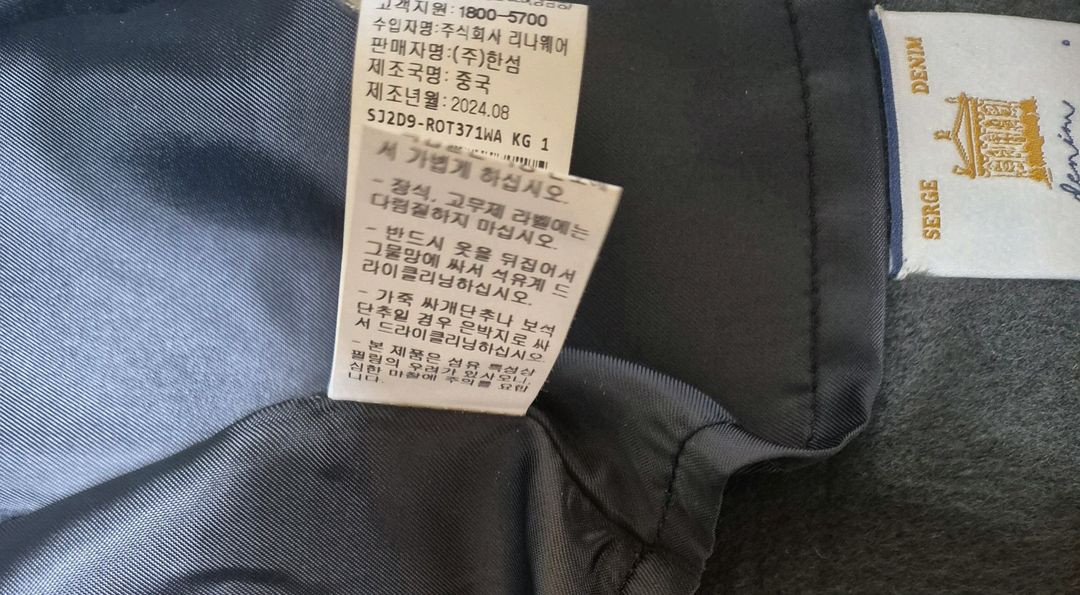 고객지원: 1800-5700
수입자명:주식회사 리나웨어
판매자명:(주)한섬
제조국명: 중국
제조년월: 2024.08
SJ2D9-ROT371WA KG 1
서 가볍게 하십시오.
- 장식, 고무제 라벨에는
다림질하지 마십시오.
- 반드시 옷을 뒤집어서
그물망에 싸서 석유계 드
라이클리닝하십시오.
- 가죽 싸개단추나 보석
단추일 경우 은박지로 싸
서 드라이클리닝하십시오.
- 본 제품은 섬유 특성상
필링의 우려가 있사오니,
심한 마찰에 주의를 요합
니다.
SERGE DENIM
denim